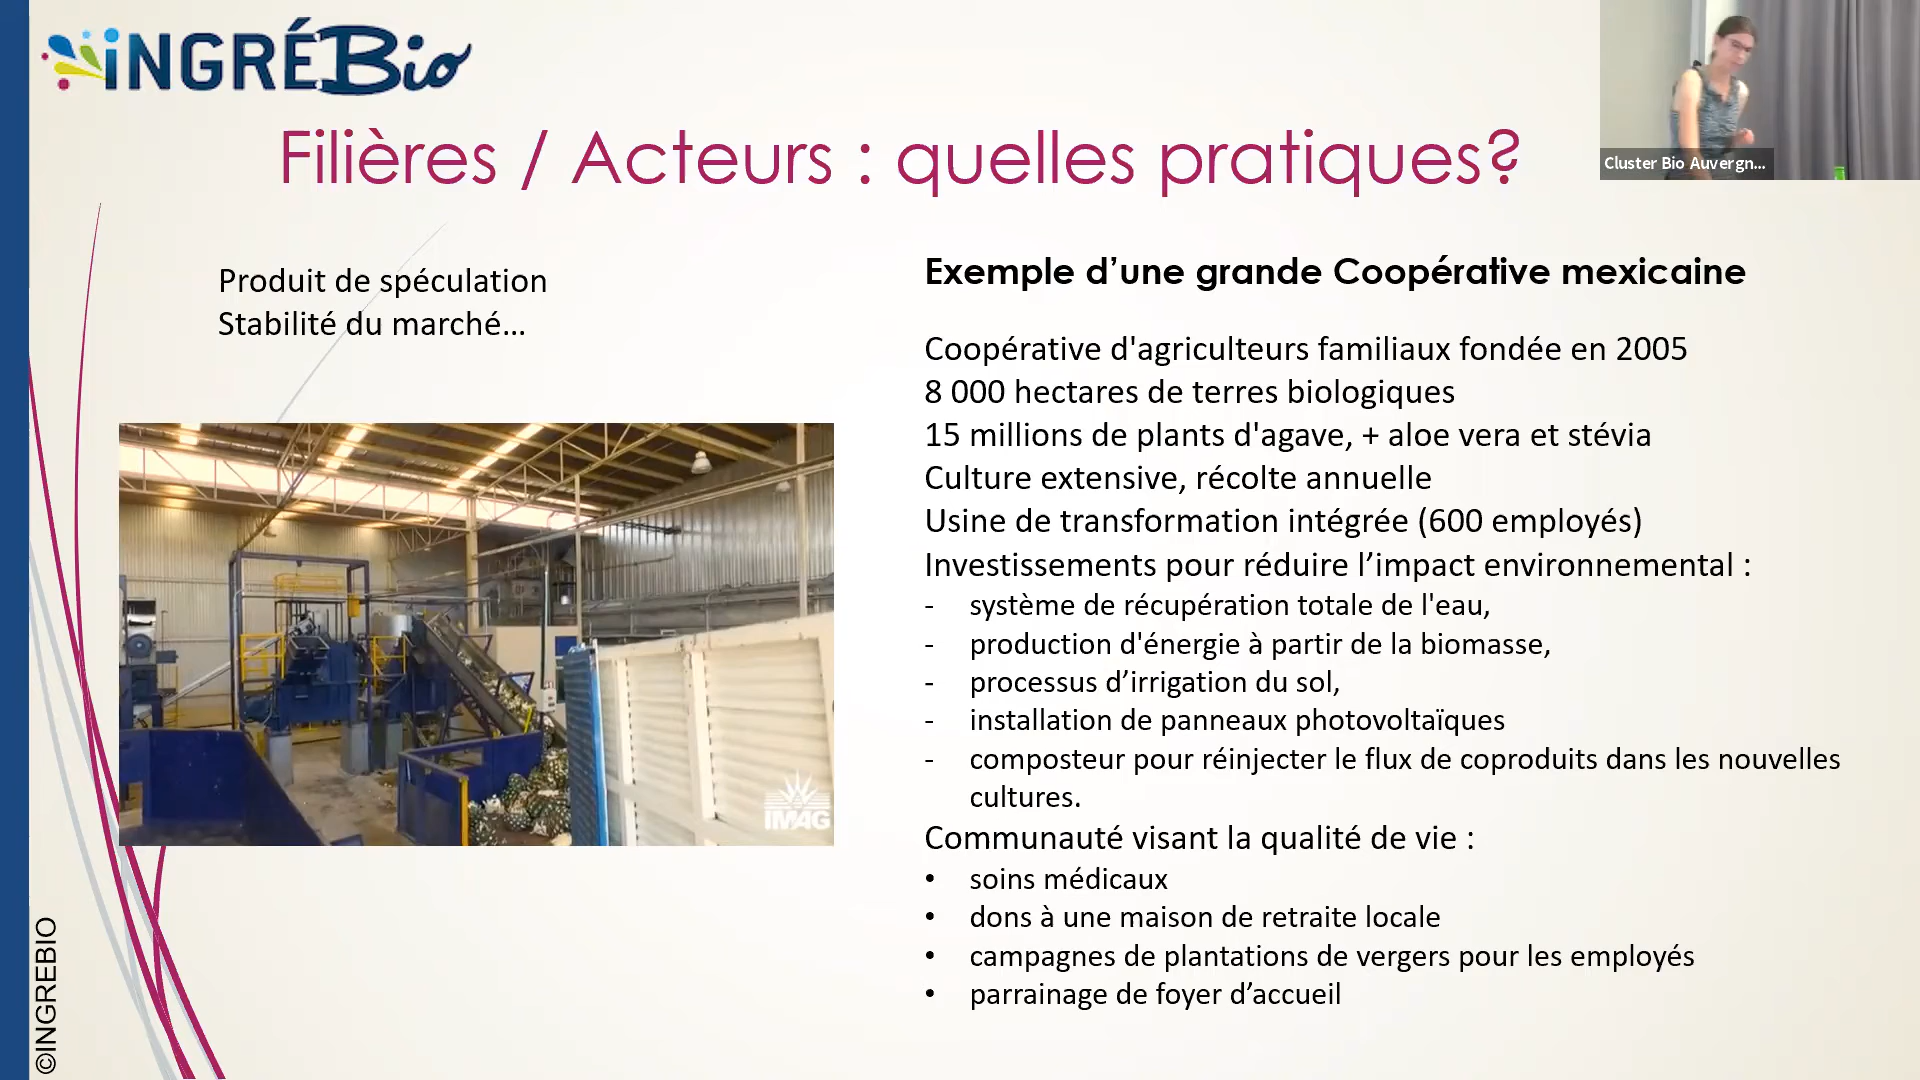 iNGRÉBio
Filières / Acteurs : quelles pratiques?
Cluster Bio Auvergn...
Produit de spéculation
Stabilité du marché…
IMAG
Exemple d’une grande Coopérative mexicaine
Coopérative d'agriculteurs familiaux fondée en 2005
8 000 hectares de terres biologiques
15 millions de plants d'agave, + aloe vera et stévia
Culture extensive, récolte annuelle
Usine de transformation intégrée (600 employés)
Investissements pour réduire l’impact environnemental :
- système de récupération totale de l'eau,
- production d'énergie à partir de la biomasse,
- processus d’irrigation du sol,
- installation de panneaux photovoltaïques
- composteur pour réinjecter le flux de coproduits dans les nouvelles
cultures.
Communauté visant la qualité de vie :
• soins médicaux
• dons à une maison de retraite locale
• campagnes de plantations de vergers pour les employés
• parrainage de foyer d’accueil
©INGREBIO